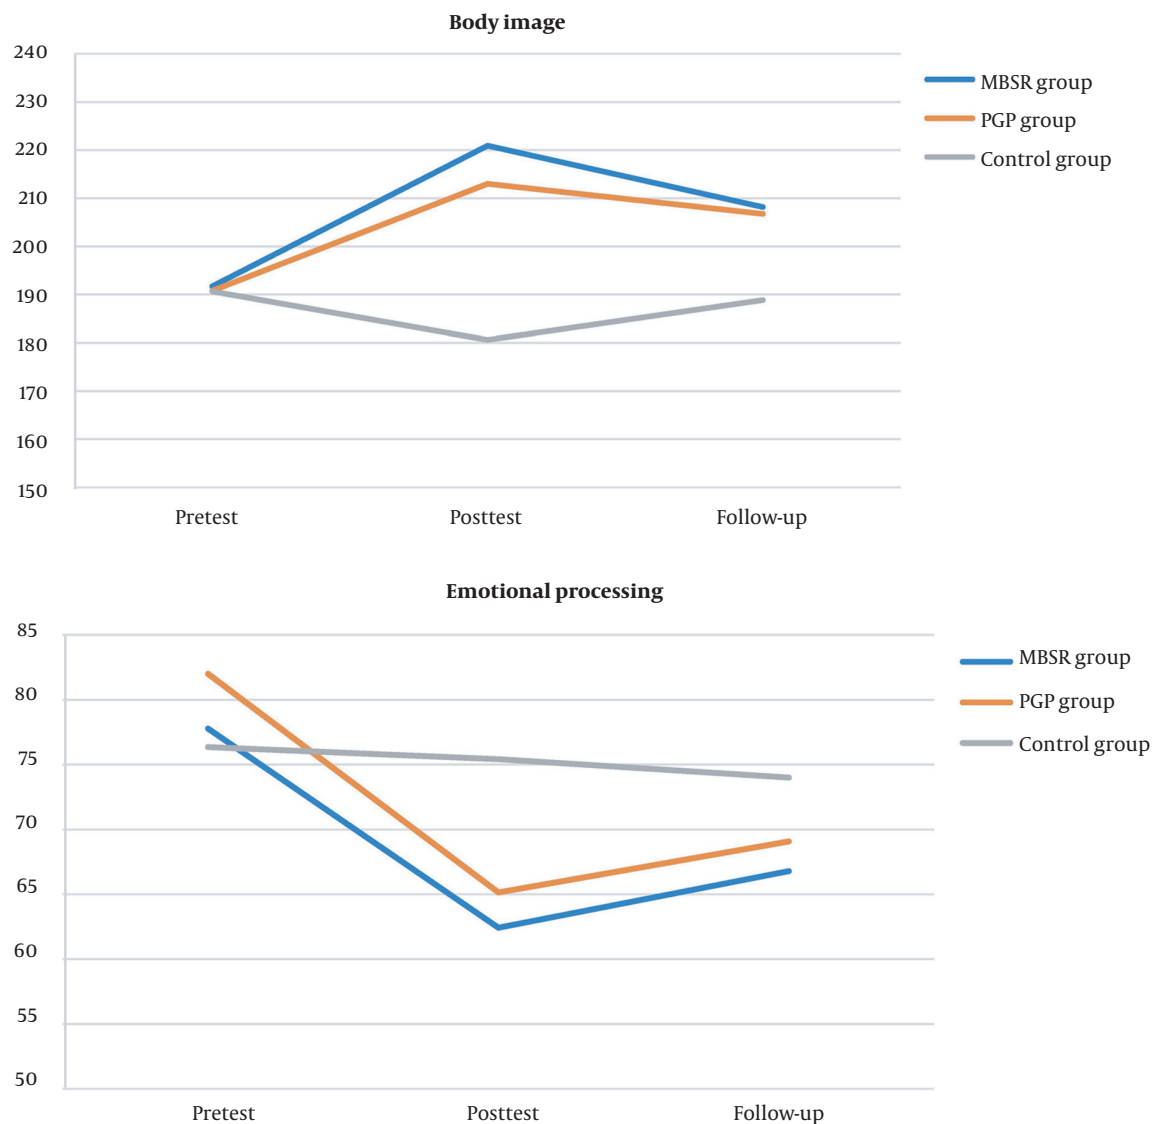 Body image
240
230
220
210
200
190
180
170
160
150
Pretest Posttest Follow-up
MBSR group
PGP group
Control group
Emotional processing
85
80
75
70
65
60
55
50
Pretest Posttest Follow-up
MBSR group
PGP group
Control group